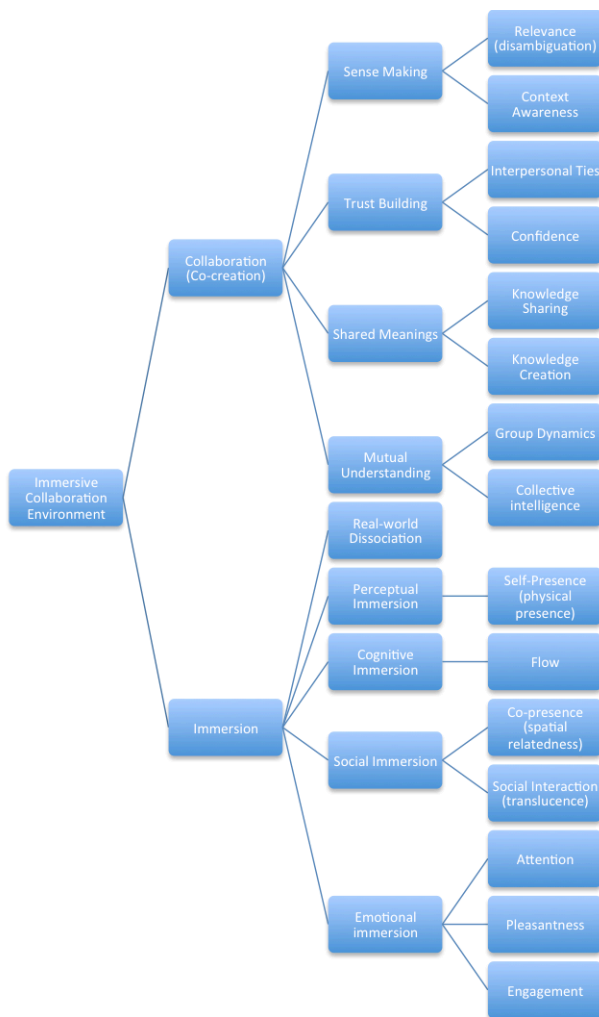 Relevance
(disambiguation)
Sense Making
Context
Awareness
Interpersonal Ties
Trust Building
Confidence
Collaboration
(Co-creation)
Knowledge
Sharing
Shared Meanings
Knowledge
Creation
Group Dynamics
Mutual
Understanding
Collective
intelligence
Immersive
Collaboration
Environment
Real-world
Dissociation
Perceptual
Immersion
Self-Presence
(physical
presence)
Cognitive
Immersion
Flow
Immersion
Co-presence
(spatial
relatedness)
Social Immersion
Social Interaction
(translucence)
Attention
Emotional
immersion
Pleasantness
Engagement